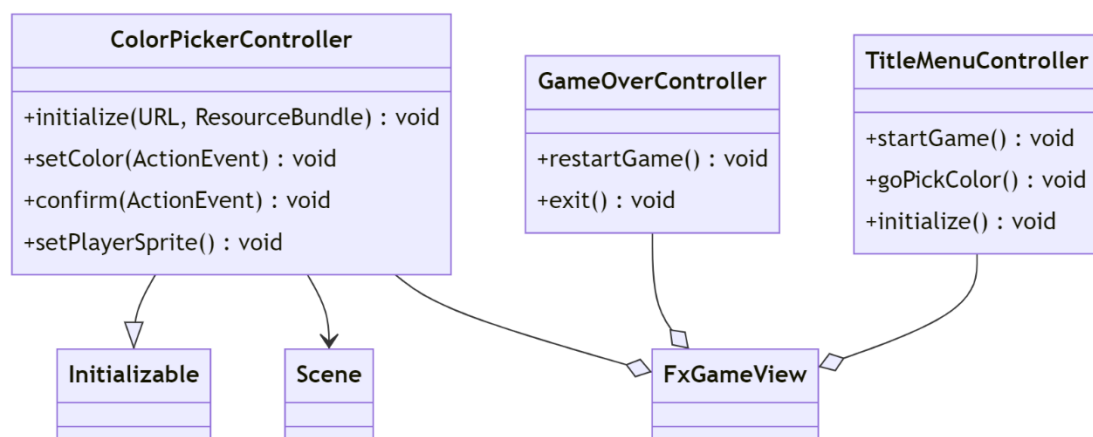 ColorPickerController
+initialize(URL, ResourceBundle) : void
+setColor(ActionEvent) : void
+confirm(ActionEvent) : void
+setPlayerSprite() : void
GameOverController
+restartGame() : void
+exit() : void
TitleMenuController
+startGame() : void
+goPickColor() : void
+initialize() : void
Initializable
Scene
FxGameView